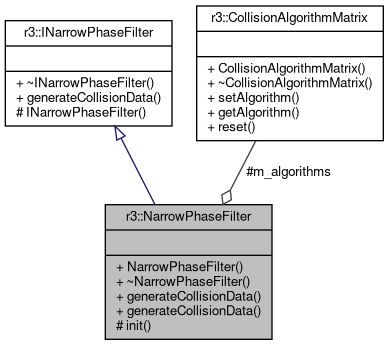 r3::INarrowPhaseFilter
+ ~INarrowPhaseFilter()
+ generateCollisionData()
# INarrowPhaseFilter()
r3::CollisionAlgorithmMatrix
+ CollisionAlgorithmMatrix()
+ ~CollisionAlgorithmMatrix()
+ setAlgorithm()
+ getAlgorithm()
+ reset()
#m_algorithms
r3::NarrowPhaseFilter
+ NarrowPhaseFilter()
+ ~NarrowPhaseFilter()
+ generateCollisionData()
+ generateCollisionData()
# init()